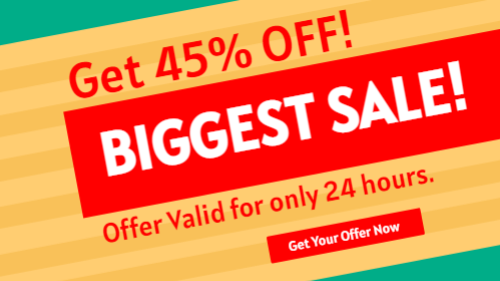 Get 45% OFF!
BIGGEST SALE!
Offer Valid for only 24 hours.
Get Your Offer Now